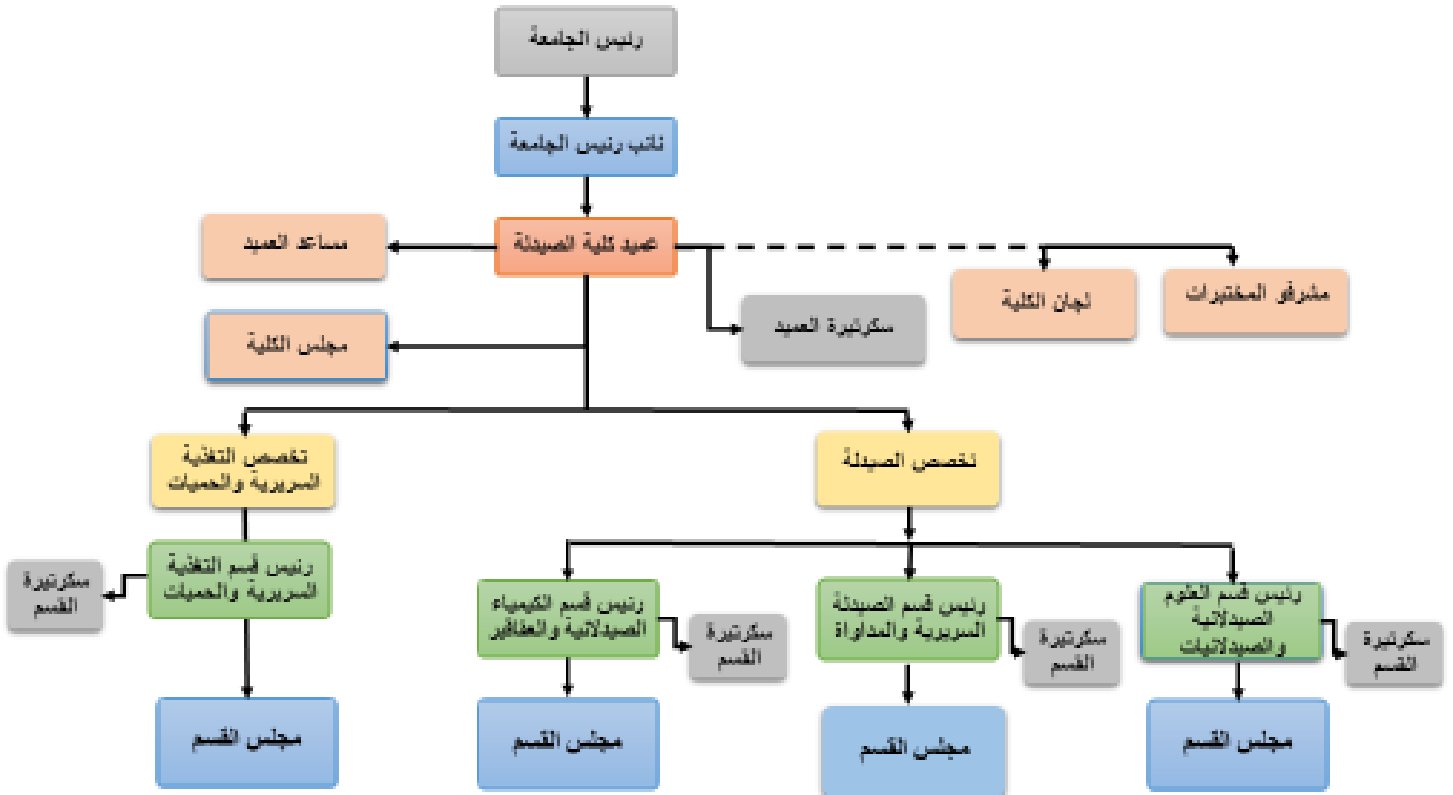 رئيس الجامعة
نائب رئيس الجامعة
عميد كلية الصيدلة
مساعد العميد
مشرفو المختبرات
لجان الكلية
سكرتيرة العميد
مجلس الكلية
تخصص الصيدلة
تخصص التغذية
السريرية والحميات
رئيس قسم العلوم
الصيدلانية
والصيدلانيات
سكرتيرة
القسم
رئيس قسم الصيدلة
السريرية والمداواة
سكرتيرة
القسم
رئيس قسم الكيمياء
الصيدلانية والعقاقير
سكرتيرة
القسم
رئيس قسم التغذية
السريرية والحميات
سكرتيرة
القسم
مجلس القسم
مجلس القسم
مجلس القسم
مجلس القسم